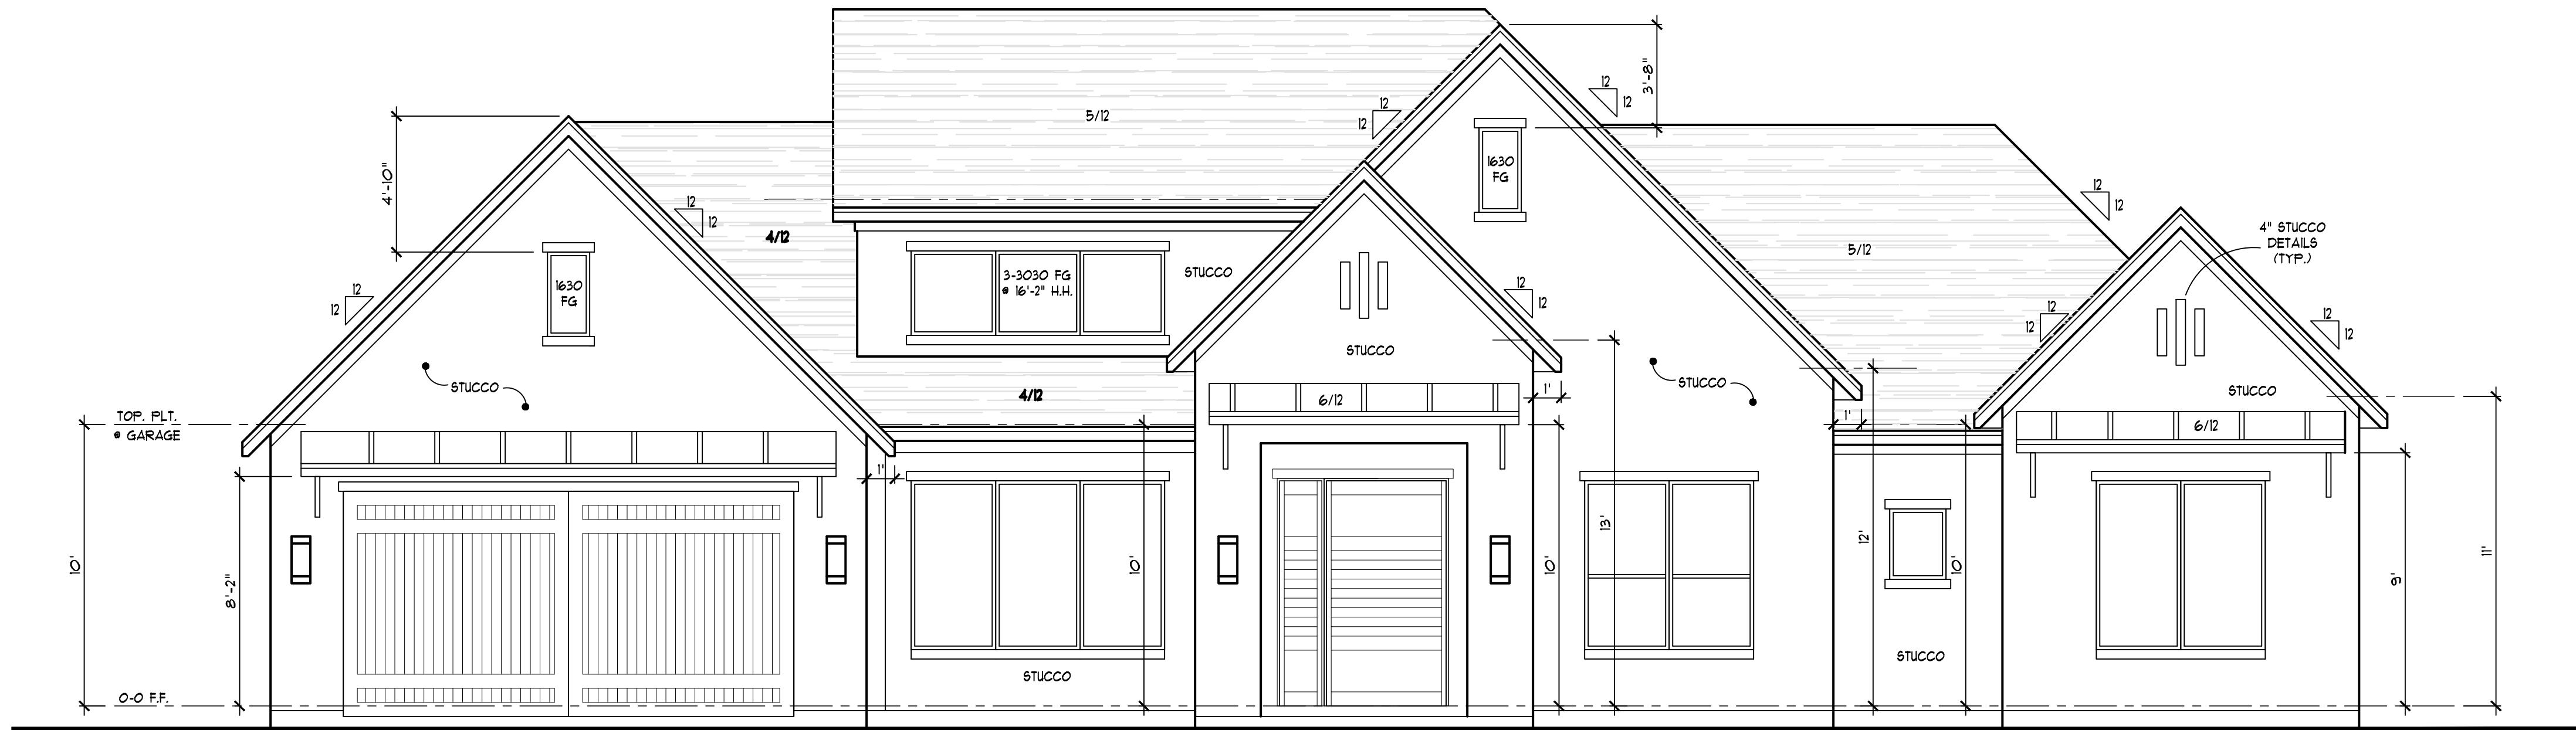 3'-8"
12
12
12
12
5/12
4'-10"
1630
FG
12
12
4/12
12
12
5/12
4" STUCCO
DETAILS
(TYP.)
3-3030 FG
@ 16'-2" H.H.
STUCCO
1630
FG
12
12
12
12
12
12
12
12
STUCCO
STUCCO
STUCCO
STUCCO
4/12
6/12
1'
TOP. PLT.
@ GARAGE
1'
6/12
1'
13'
12'
11'
10'
8'-2"
10'
10'
10'
9'
STUCCO
STUCCO
0-0 F.F.